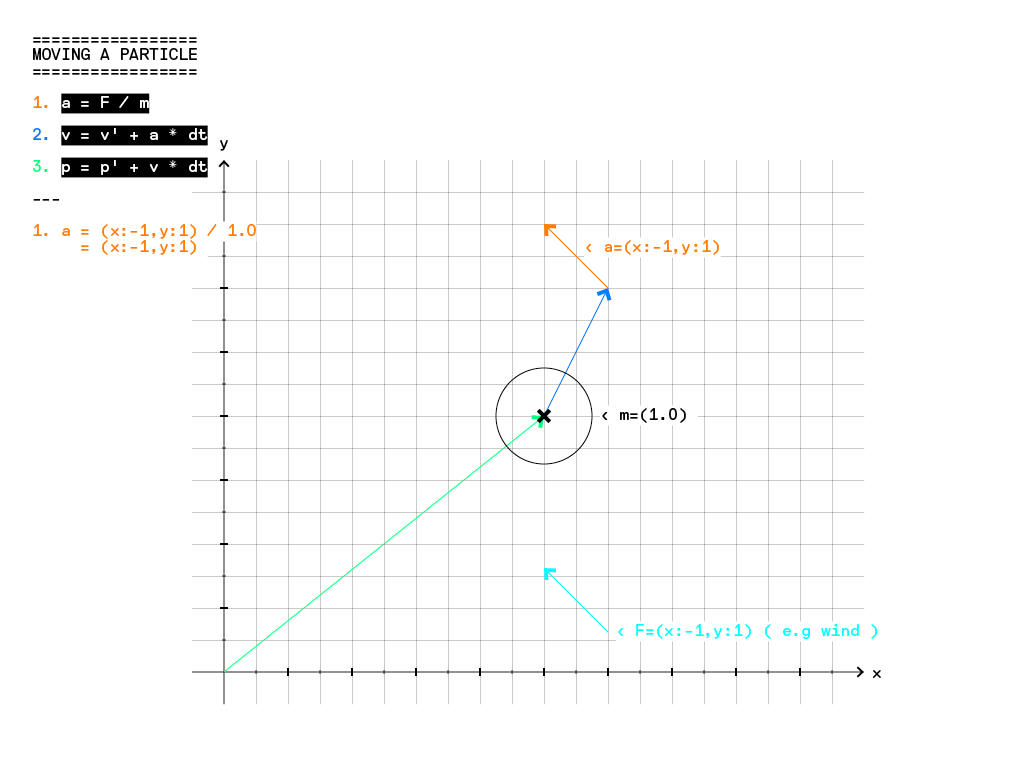 =================
MOVING A PARTICLE
=================
1. a = F / m
2. v = v' + a * dt
y
3. p = p' + v * dt
---
1. a = (x:-1,y:1) / 1.0
= (x:-1,y:1)
< a=(x:-1,y:1)
< m=(1.0)
< F=(x:-1,y:1) ( e.g wind )
x